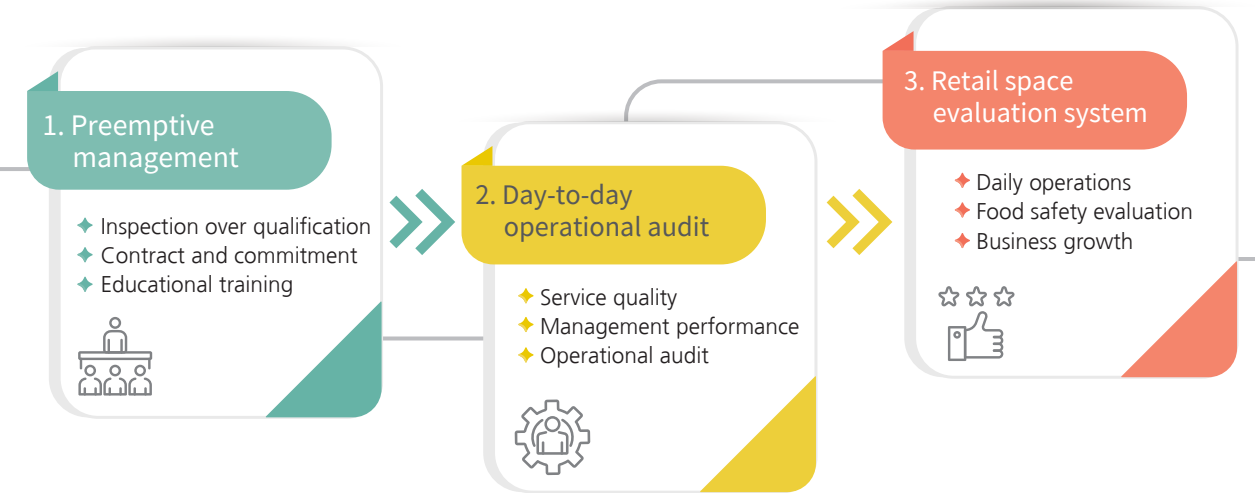 1. Preemptive
management
Inspection over qualification
Contract and commitment
Educational training
2. Day-to-day
operational audit
Service quality
Management performance
Operational audit
3. Retail space
evaluation system
Daily operations
Food safety evaluation
Business growth